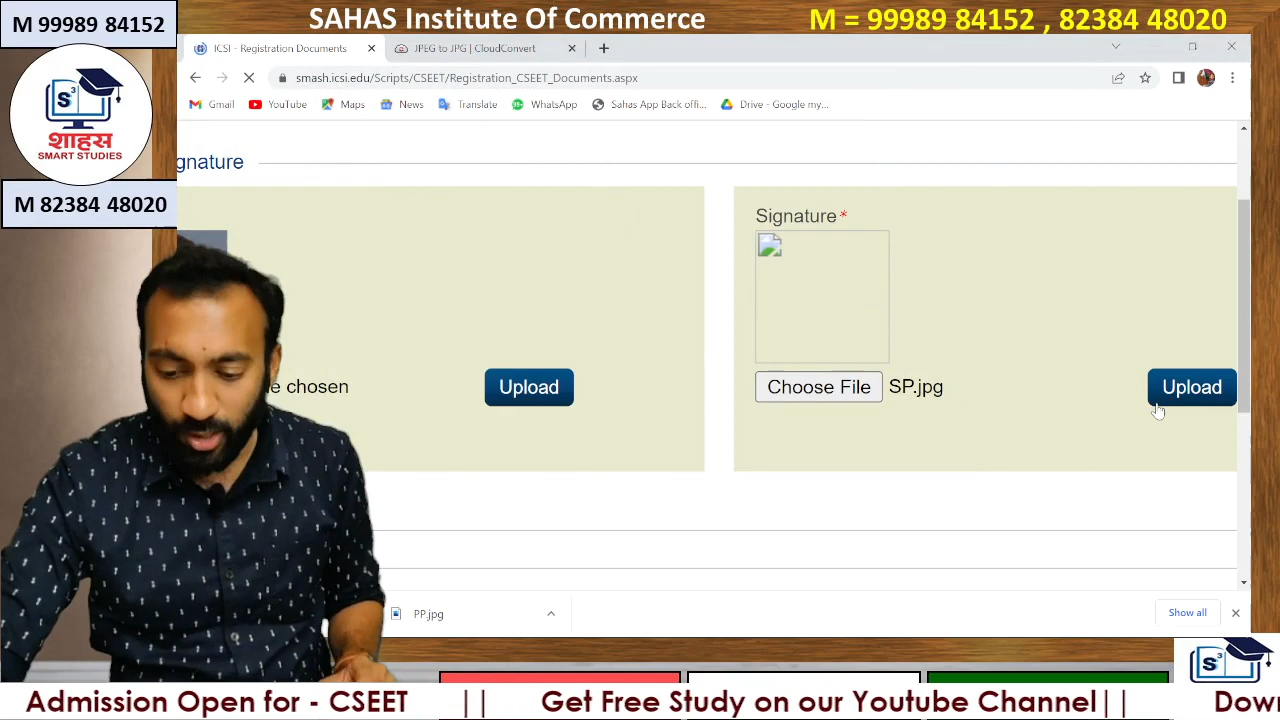 M 99989 84152
SAHAS Institute Of Commerce
M = 99989 84152 , 82384 48020
S³
शाहस
SMART STUDIES
M 82384 48020
ICSI - Registration Documents
JPEG to JPG | CloudConvert
smash.icsi.edu/Scripts/CSEET/Registration_CSEET_Documents.aspx
Gmail
YouTube
Maps
News
Translate
WhatsApp
Sahas App Back offi...
Drive - Google my...
gnature
e chosen
Upload
Signature*
Choose File
SP.jpg
Upload
PP.jpg
Show all
S³
Admission Open for - CSEET || Get Free Study on our Youtube Channel|| Dow